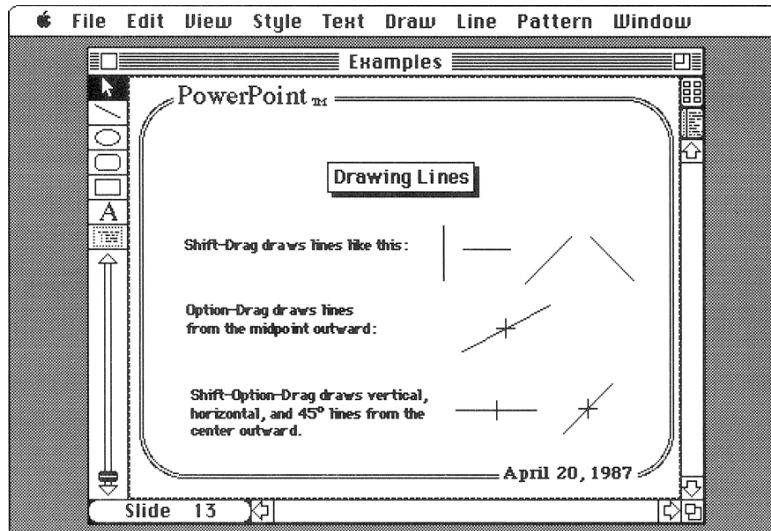 File Edit View Style Text Draw Line Pattern Window
Examples
PowerPoint TM
Drawing Lines
A
Shift-Drag draws lines like this:
Option-Drag draws lines
from the midpoint outward:
Shift-Option-Drag draws vertical,
horizontal, and 45° lines from the
center outward.
April 20, 1987
Slide 13